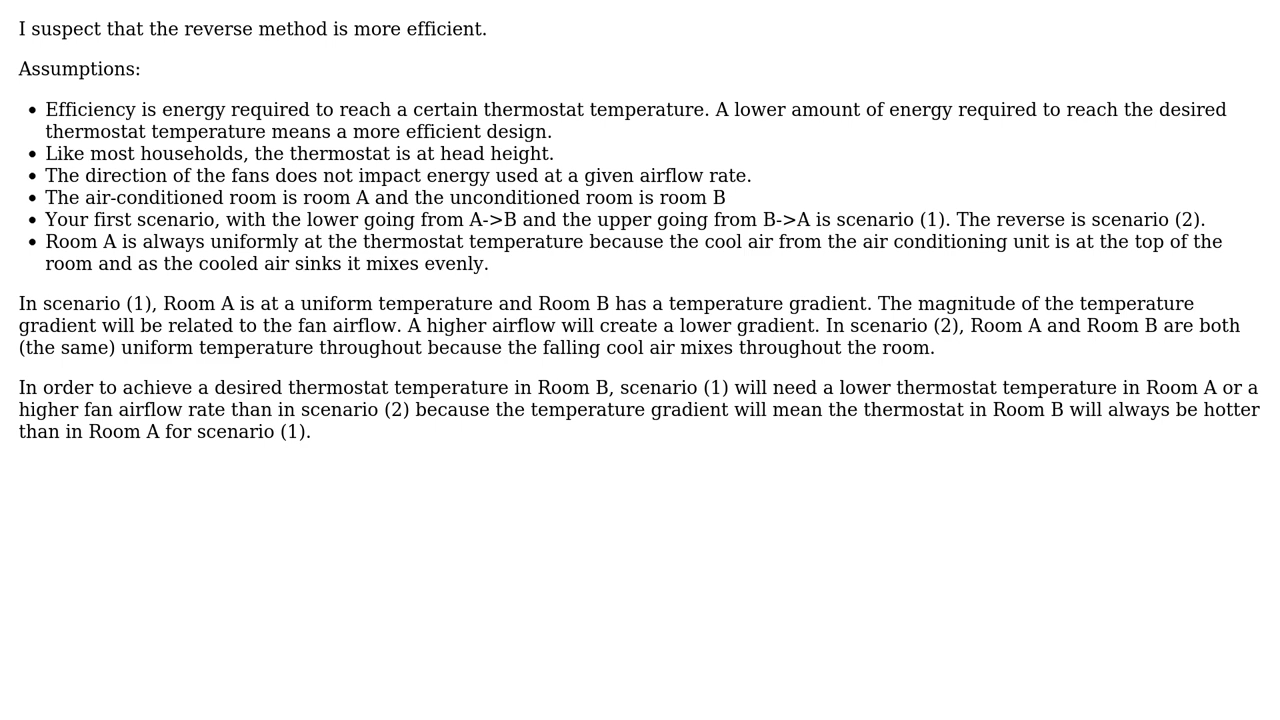 I suspect that the reverse method is more efficient.
Assumptions:
• Efficiency is energy required to reach a certain thermostat temperature. A lower amount of energy required to reach the desired
thermostat temperature means a more efficient design.
• Like most households, the thermostat is at head height.
• The direction of the fans does not impact energy used at a given airflow rate.
• The air-conditioned room is room A and the unconditioned room is room B
• Your first scenario, with the lower going from A->B and the upper going from B->A is scenario (1). The reverse is scenario (2).
• Room A is always uniformly at the thermostat temperature because the cool air from the air conditioning unit is at the top of the
room and as the cooled air sinks it mixes evenly.
In scenario (1), Room A is at a uniform temperature and Room B has a temperature gradient. The magnitude of the temperature
gradient will be related to the fan airflow. A higher airflow will create a lower gradient. In scenario (2), Room A and Room B are both
(the same) uniform temperature throughout because the falling cool air mixes throughout the room.
In order to achieve a desired thermostat temperature in Room B, scenario (1) will need a lower thermostat temperature in Room A or a
higher fan airflow rate than in scenario (2) because the temperature gradient will mean the thermostat in Room B will always be hotter
than in Room A for scenario (1).